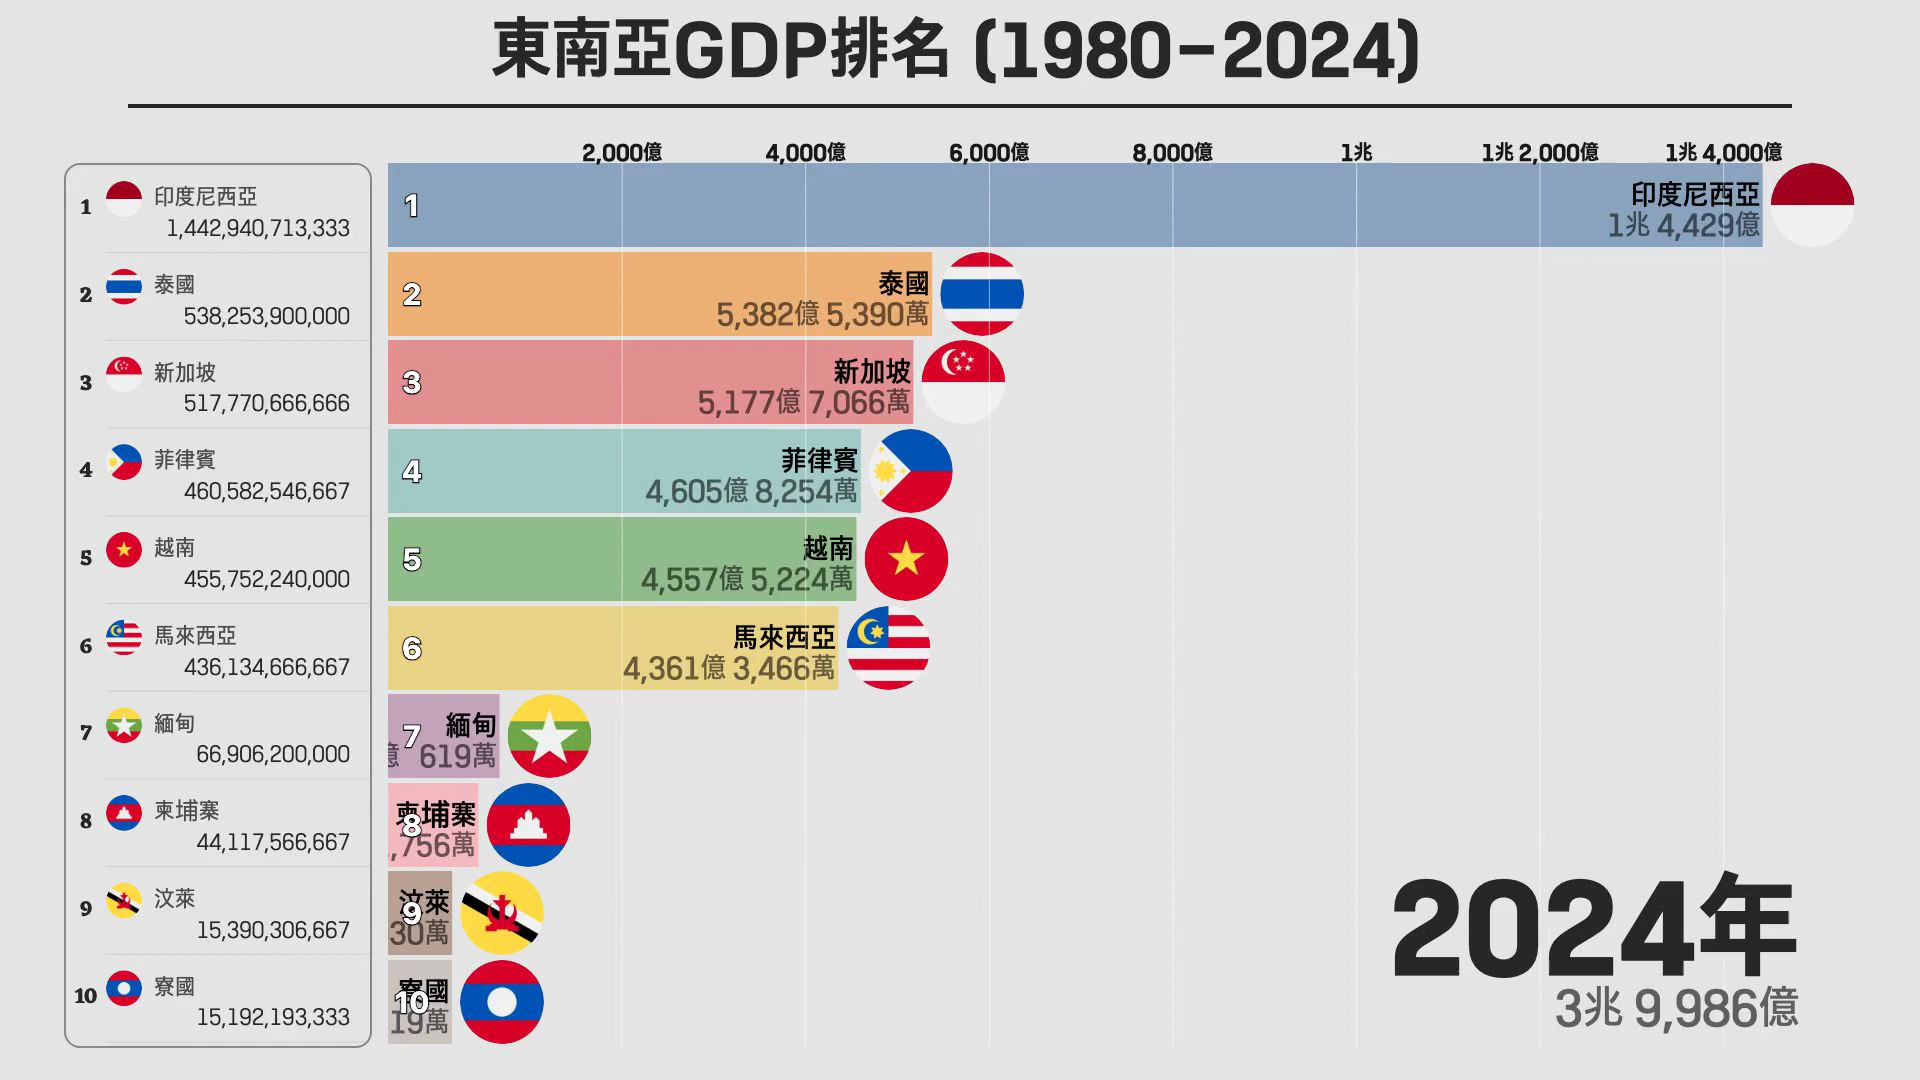 東南亞GDP排名 (1980-2024)
2,000億 4,000億 6,000億 8,000億 1兆 1兆 2,000億 1兆 4,000億
1 印度尼西亞
1,442,940,713,333
2 泰國
538,253,900,000
3 新加坡
517,770,666,666
4 菲律賓
460,582,546,667
5 越南
455,752,240,000
6 馬來西亞
436,134,666,667
7 緬甸
66,906,200,000
8 柬埔寨
44,117,566,667
9 汶萊
15,390,306,667
10 寮國
15,192,193,333
1 印度尼西亞
1兆 4,429億
2 泰國
5,382億 5,390萬
3 新加坡
5,177億 7,066萬
4 菲律賓
4,605億 8,254萬
5 越南
4,557億 5,224萬
6 馬來西亞
4,361億 3,466萬
7 緬甸
億 619萬
8 柬埔寨
,756萬
9 汶萊
30萬
10 寮國
19萬
2024年
3兆 9,986億